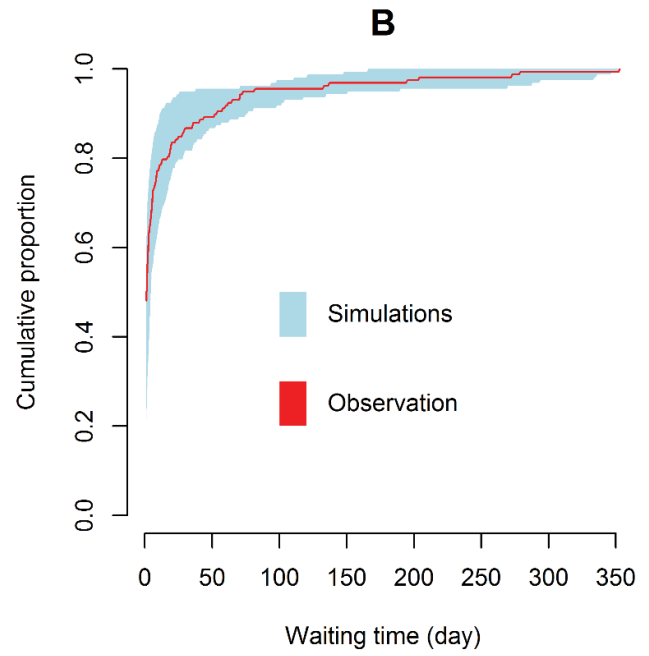 B
Cumulative proportion
1.0
0.8
0.6
0.4
0.2
0.0
Simulations
Observation
0 50 100 150 200 250 300 350
Waiting time (day)